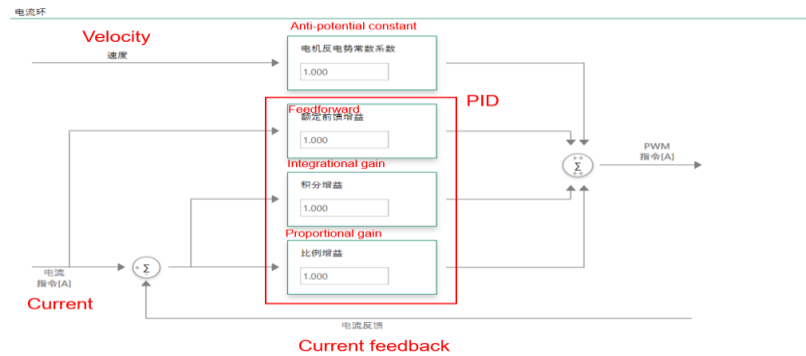 电流环
Anti-potential constant
Velocity
速度
电机反电势常数系数
1.000
PID
Feedforward
额定前馈增益
1.000
PWM
指令[A]
Σ
Integrational gain
积分增益
1.000
Proportional gain
比例增益
1.000
+ Σ
-
电流
指令[A]
Current
电流反馈
Current feedback